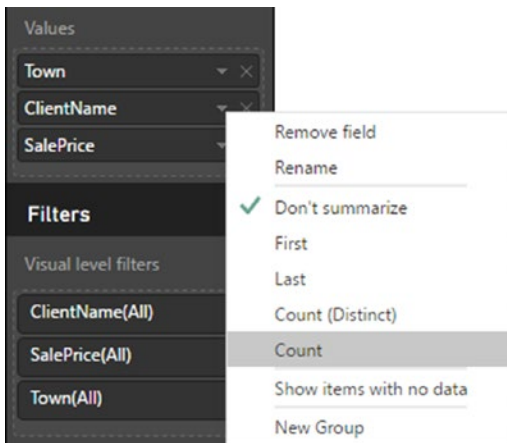 Values
Town
ClientName
SalePrice
Filters
Visual level filters
ClientName(All)
SalePrice(All)
Town(All)
Remove field
Rename
Don't summarize
First
Last
Count (Distinct)
Count
Show items with no data
New Group